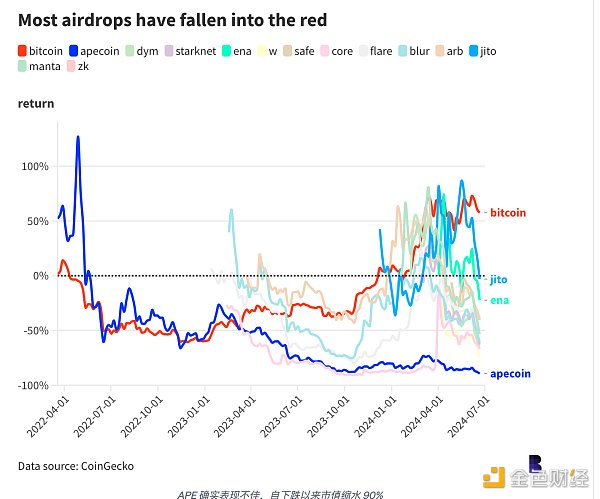 Most airdrops have fallen into the red
bitcoin apecoin dym starknet ena w safe core flare blur arb jito
manta zk
return
100%
50%
0%
-50%
-100%
bitcoin
jito
ena
apecoin
2022-04-01
2022-07-01
2022-10-01
2023-01-01
2023-04-01
2023-07-01
2023-10-01
2024-01-01
2024-04-01
2024-07-01
Data source: CoinGecko
金色财经
APE 确实表现不佳，自下跌以来市值缩水 90%